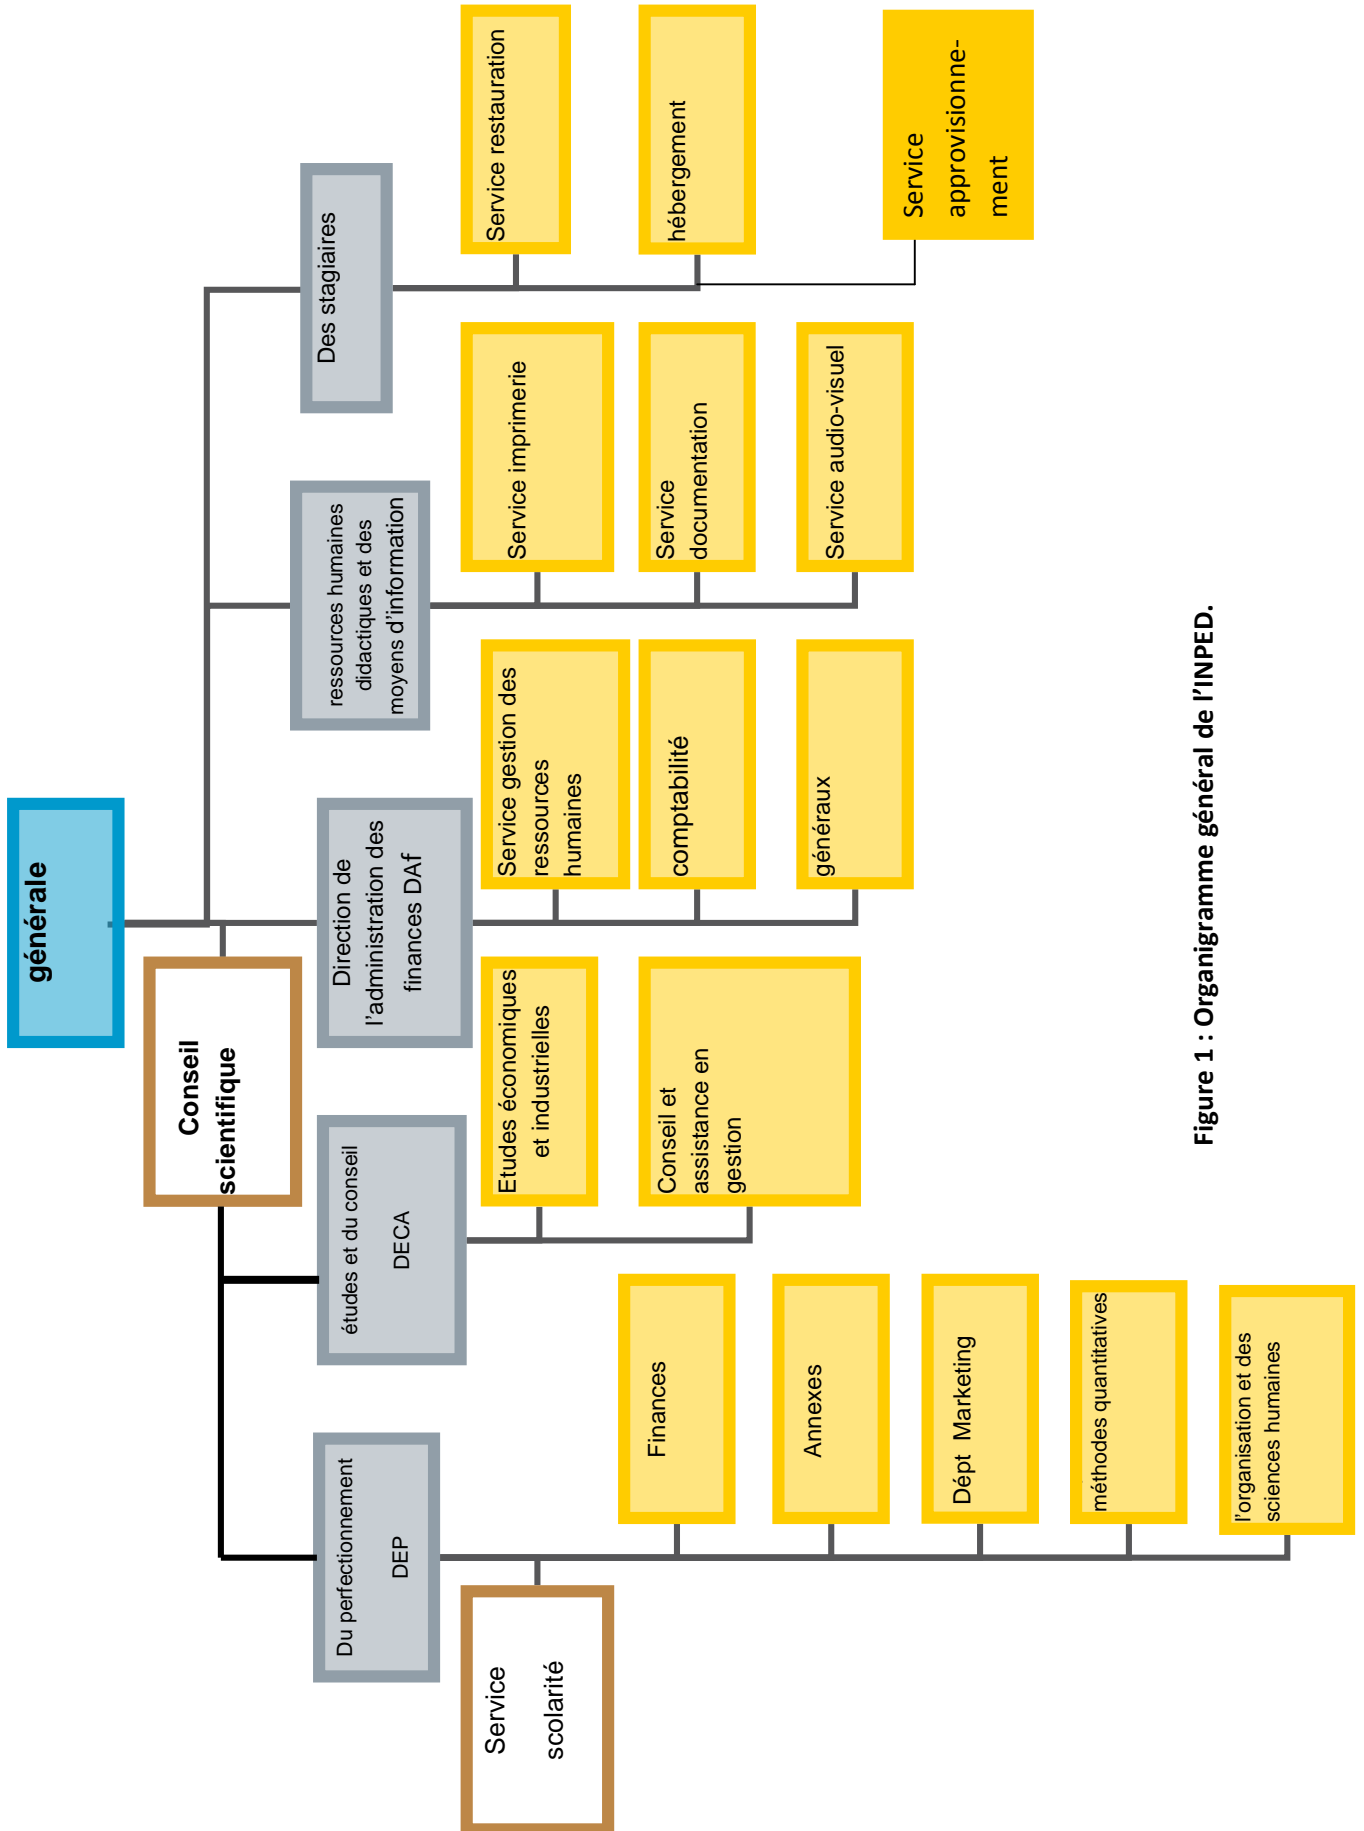 générale
Conseil
scientifique
Du perfectionnement
DEP
études et du conseil
DECA
Direction de
l'administration des
finances DAf
ressources humaines
didactiques et des
moyens d'information
Des stagiaires
Service
scolarité
Finances
Annexes
Dépt Marketing
méthodes quantitatives
l'organisation et des
sciences humaines
Etudes économiques
et industrielles
Conseil et
assistance en
gestion
Service gestion des
ressources
humaines
comptabilité
généraux
Service imprimerie
Service
documentation
Service audio-visuel
Service restauration
hébergement
Service
approvisionne-
ment
Figure 1 : Organigramme général de l'INPED.